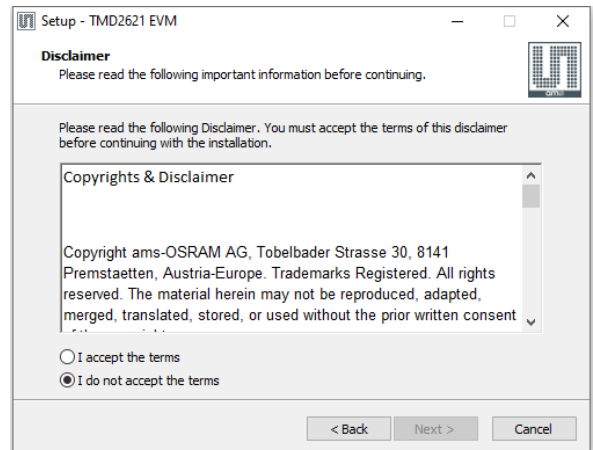 Setup - TMD2621 EVM
Disclaimer
Please read the following important information before continuing.
am
Please read the following Disclaimer. You must accept the terms of this disclaimer
before continuing with the installation.
Copyrights & Disclaimer
Copyright ams-OSRAM AG, Tobelbader Strasse 30, 8141
Premstaetten, Austria-Europe. Trademarks Registered. All rights
reserved. The material herein may not be reproduced, adapted,
merged, translated, stored, or used without the prior written consent
I accept the terms
I do not accept the terms
< Back
Next >
Cancel